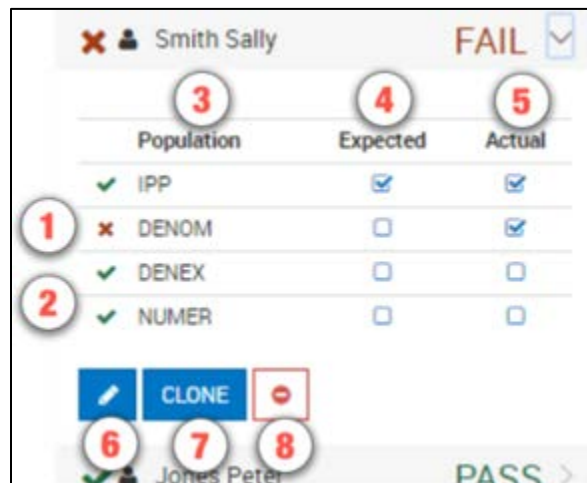 Smith Sally FAIL
3 4 5
Population Expected Actual
IPP
1 DENOM
DENEX
2 NUMER
CLONE
6 7 8
Jones Peter PASS